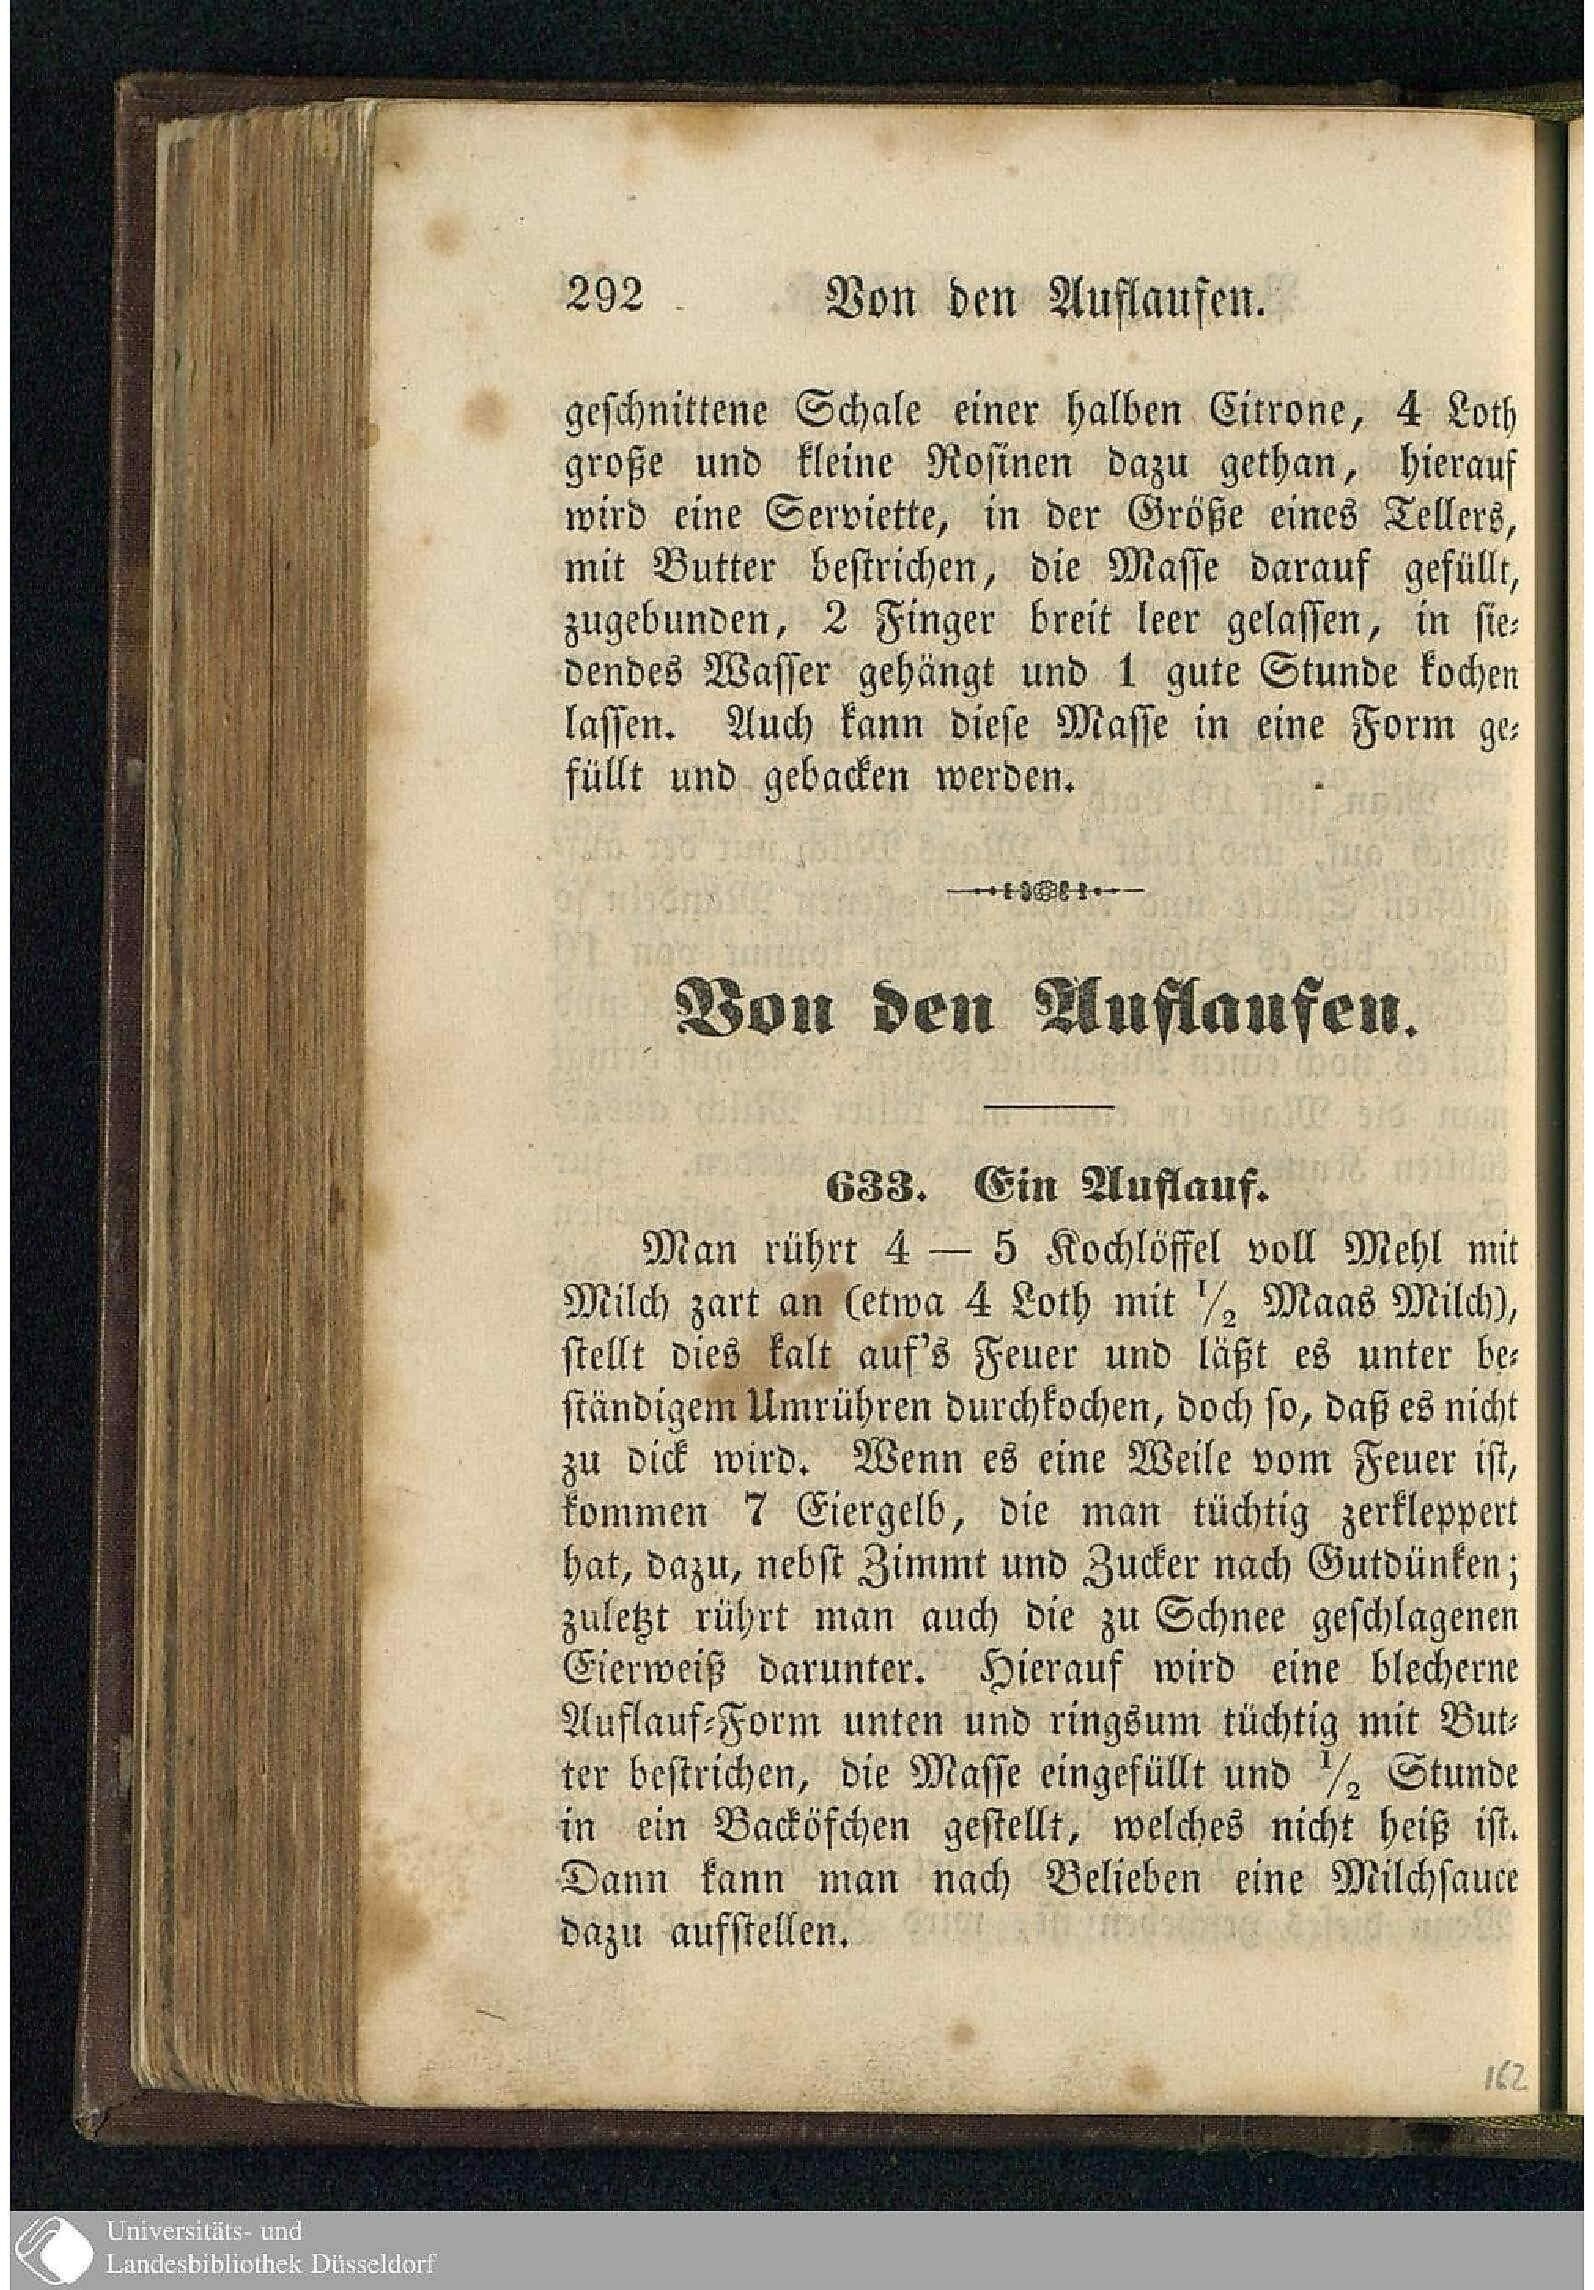 292 Von den Auflaufen.
geschnittene Schale einer halben Citrone, 4 Loth
große und kleine Rosinen dazu gethan, hierauf
wird eine Serviette, in der Größe eines Tellers,
mit Butter bestrichen, die Masse darauf gefüllt,
zugebunden, 2 Finger breit leer gelassen, in sie-
dendes Wasser gehängt und 1 gute Stunde kochen
lassen. Auch kann diese Masse in eine Form ge-
füllt und gebacken werden.
Von den Auflaufen.
633. Ein Auflauf.
Man rührt 4 — 5 Kochlöffel voll Mehl mit
Milch zart an (etwa 4 Loth mit 1/2 Maas Milch),
stellt dies kalt auf's Feuer und läßt es unter be-
ständigem Umrühren durchkochen, doch so, daß es nicht
zu dick wird. Wenn es eine Weile vom Feuer ist,
kommen 7 Eiergelb, die man tüchtig zerkleppert
hat, dazu, nebst Zimmt und Zucker nach Gutdünken;
zuletzt rührt man auch die zu Schnee geschlagenen
Eierweiß darunter. Hierauf wird eine blecherne
Auflauf-Form unten und ringsum tüchtig mit But-
ter bestrichen, die Masse eingefüllt und 1/2 Stunde
in ein Backöfchen gestellt, welches nicht heiß ist.
Dann kann man nach Belieben eine Milchsauce
dazu aufstellen.
162
Universitäts- und
Landesbibliothek Düsseldorf